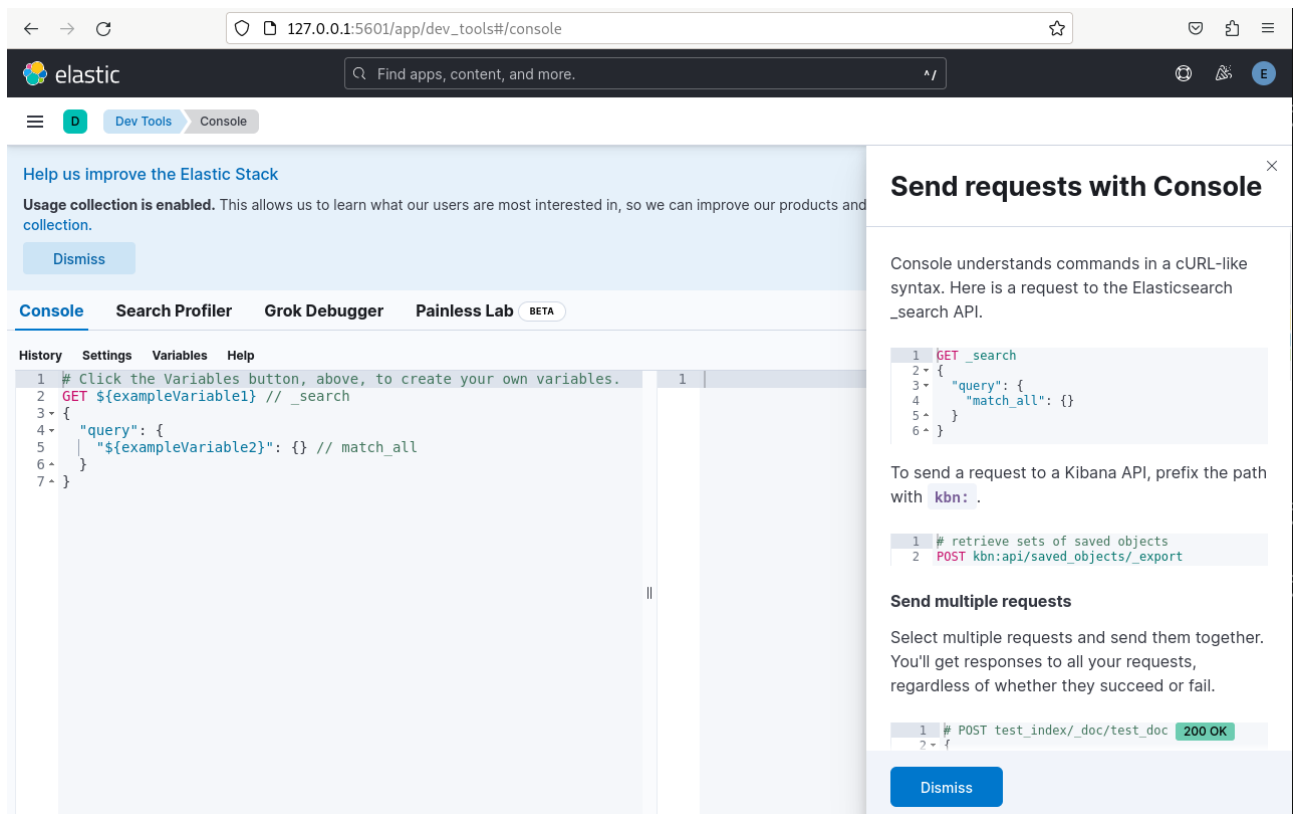 127.0.0.1:5601/app/dev_tools#/console
elastic
Find apps, content, and more.
^/
E
D
Dev Tools
Console
Help us improve the Elastic Stack
Usage collection is enabled. This allows us to learn what our users are most interested in, so we can improve our products and
collection.
Dismiss
Console
Search Profiler
Grok Debugger
Painless Lab
BETA
History
Settings
Variables
Help
1 # Click the Variables button, above, to create your own variables.
2 GET ${exampleVariable1} // _search
3 {
4 "query": {
5 "${exampleVariable2}": {} // match_all
6 }
7 }
1
Send requests with Console
Console understands commands in a cURL-like
syntax. Here is a request to the Elasticsearch
_search API.
1 GET _search
2 {
3 "query": {
4 "match_all": {}
5 }
6 }
To send a request to a Kibana API, prefix the path
with kbn: .
1 # retrieve sets of saved objects
2 POST kbn:api/saved_objects/_export
Send multiple requests
Select multiple requests and send them together.
You'll get responses to all your requests,
regardless of whether they succeed or fail.
1 # POST test_index/_doc/test_doc 200 OK
2 {
Dismiss